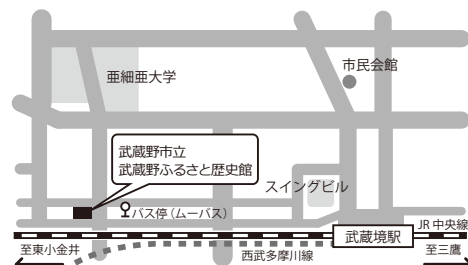 市民会館
亜細亜大学
武蔵野市立
武蔵野ふるさと歴史館
スイングビル
バス停（ムーバス）
JR中央線
武蔵境駅
至東小金井
西武多摩川線
至三鷹